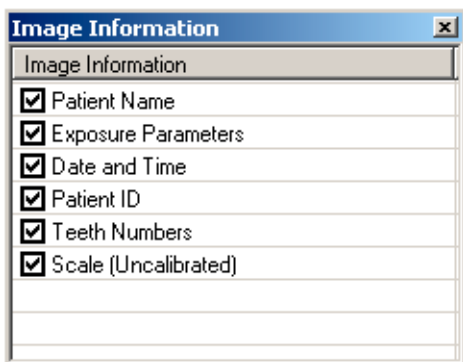 Image Information
Image Information
Patient Name
Exposure Parameters
Date and Time
Patient ID
Teeth Numbers
Scale (Uncalibrated)